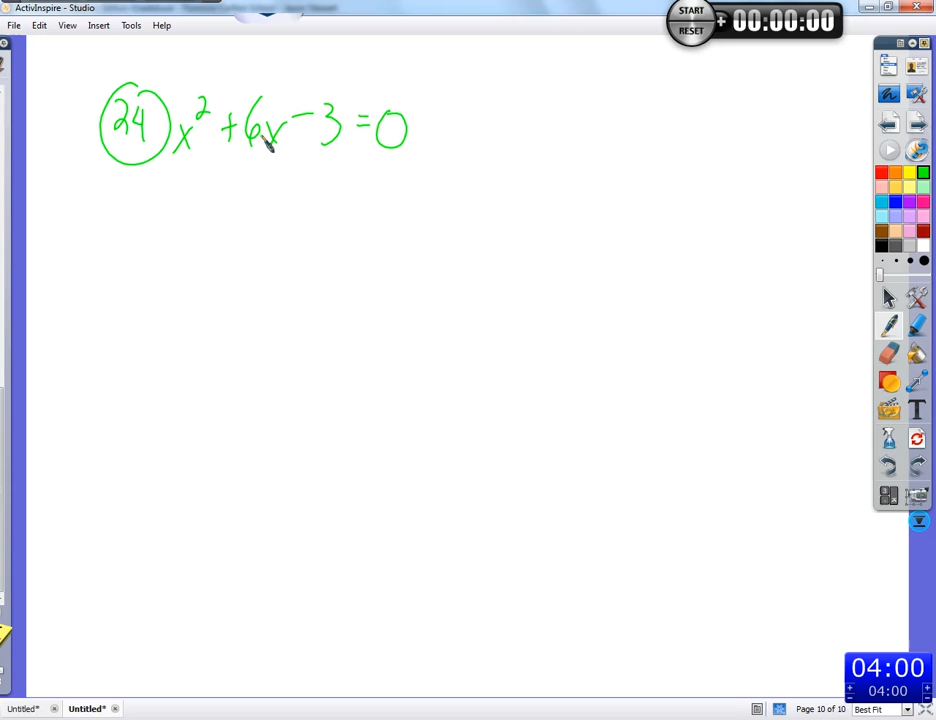 ActivInspire - Studio
START
RESET
00:00:00
File Edit View Insert Tools Help
24 x² + 6x - 3 = 0
T
04:00
04:00
Untitled* Untitled* Page 10 of 10 Best Fit